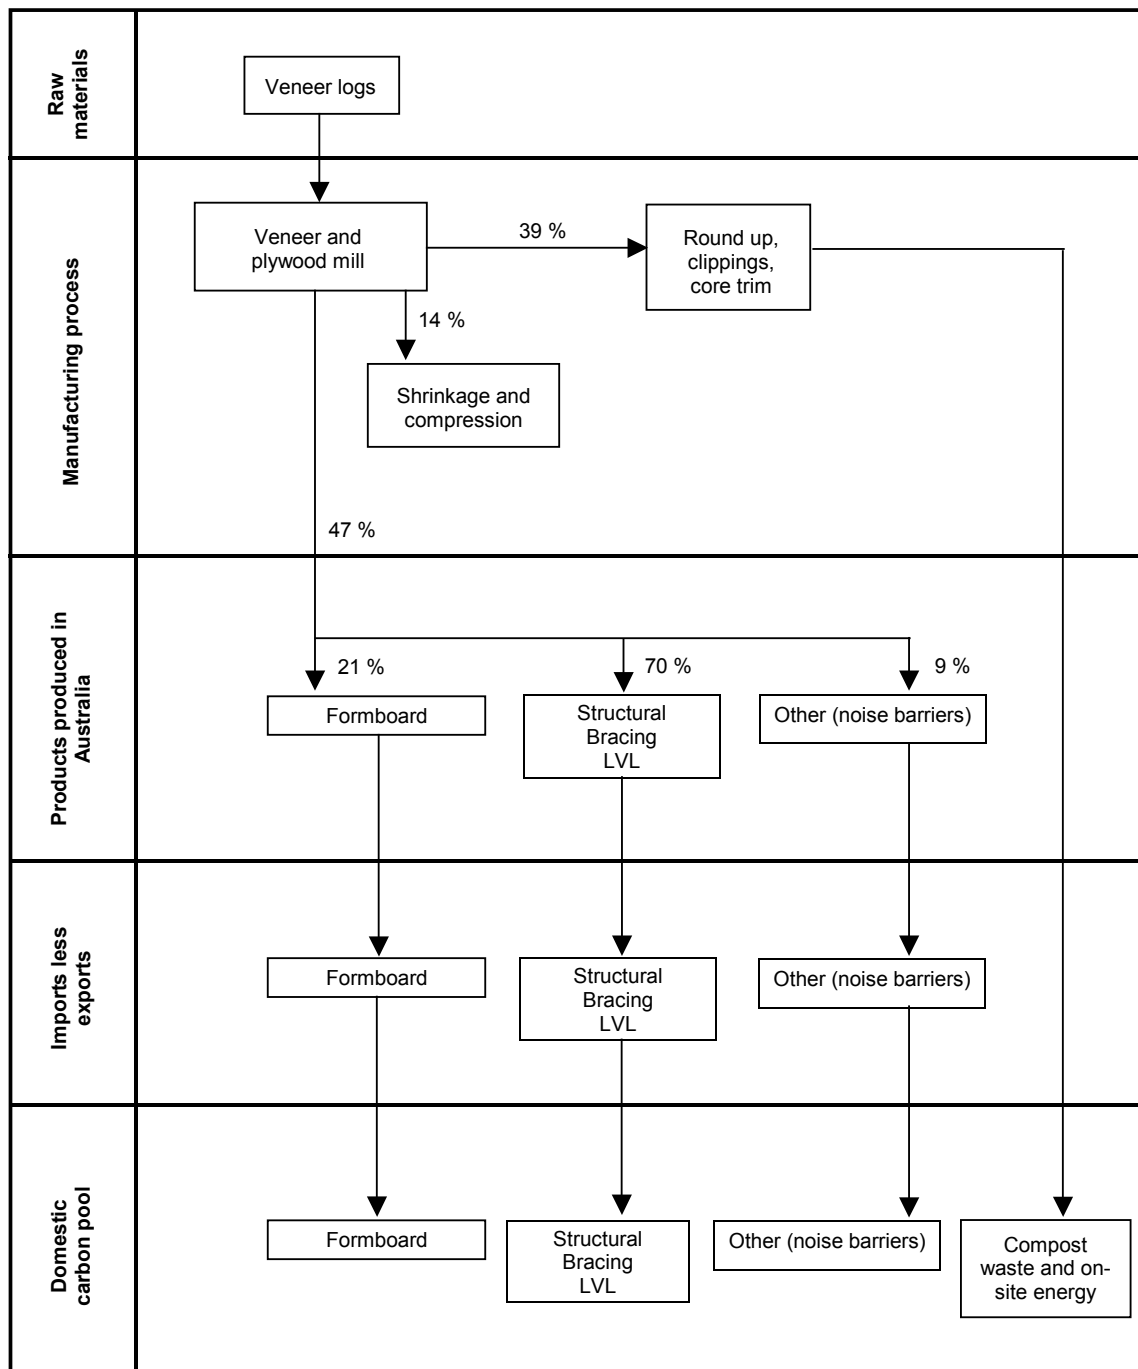 Raw
materials
Veneer logs
Manufacturing process
Veneer and
plywood mill
39 %
Round up,
clippings,
core trim
14 %
Shrinkage and
compression
47 %
Products produced in
Australia
21 %
70 %
9 %
Formboard
Structural
Bracing
LVL
Other (noise barriers)
Imports less
exports
Formboard
Structural
Bracing
LVL
Other (noise barriers)
Domestic
carbon pool
Formboard
Structural
Bracing
LVL
Other (noise barriers)
Compost
waste and on-
site energy